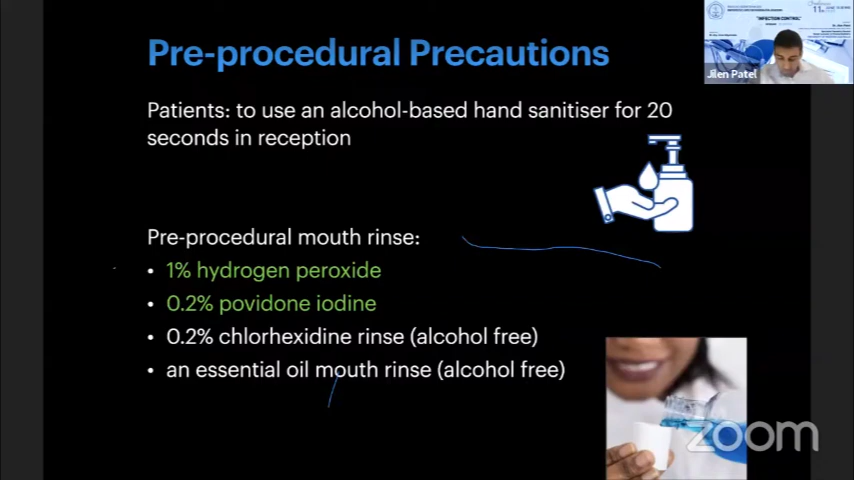 Pre-procedural Precautions
Patients: to use an alcohol-based hand sanitiser for 20
seconds in reception
Pre-procedural mouth rinse:
• 1% hydrogen peroxide
• 0.2% povidone iodine
• 0.2% chlorhexidine rinse (alcohol free)
• an essential oil mouth rinse (alcohol free)
"INFECTION CONTROL"
Jilen Patel
zoom